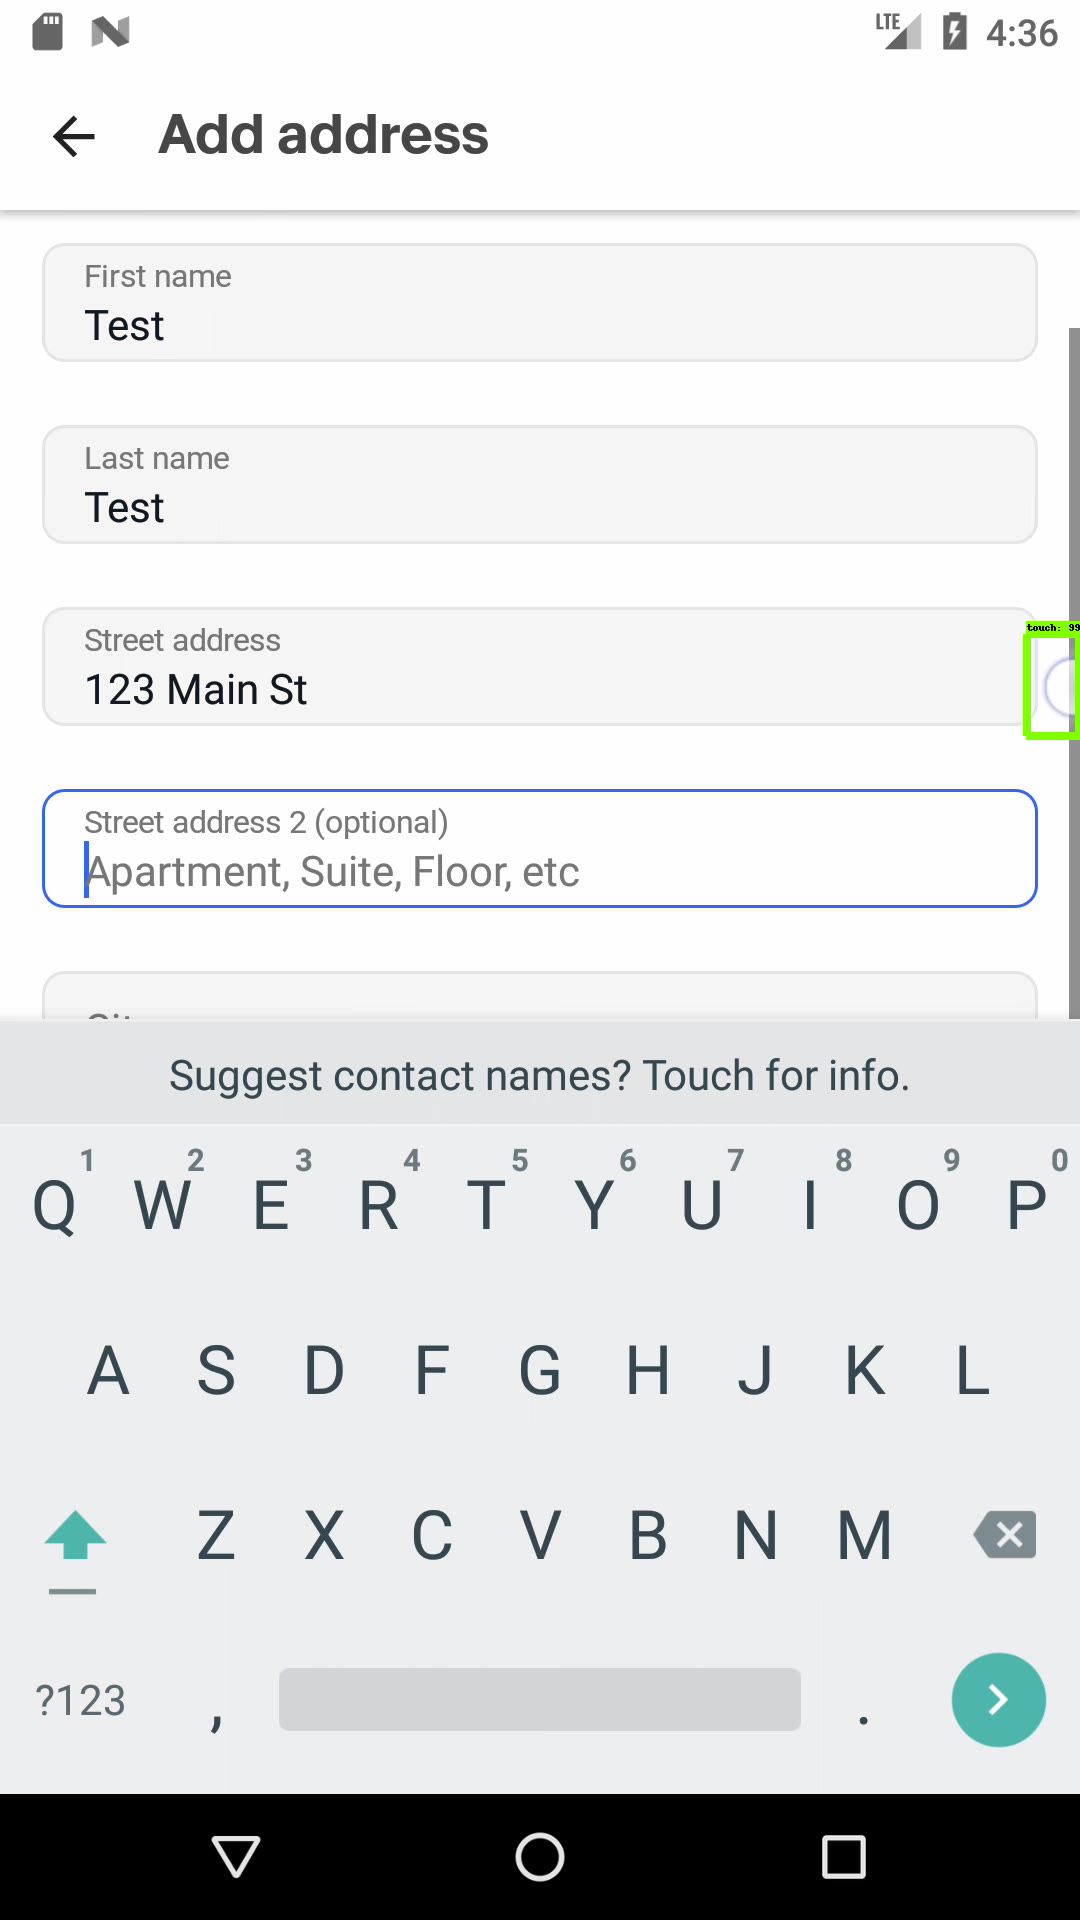 LTE 4:36
Add address
First name
Test
Last name
Test
touch: 99
Street address
123 Main St
Street address 2 (optional)
Apartment, Suite, Floor, etc
Suggest contact names? Touch for info.
1 2 3 4 5 6 7 8 9 0
Q W E R T Y U I O P
A S D F G H J K L
Z X C V B N M
?123 , .